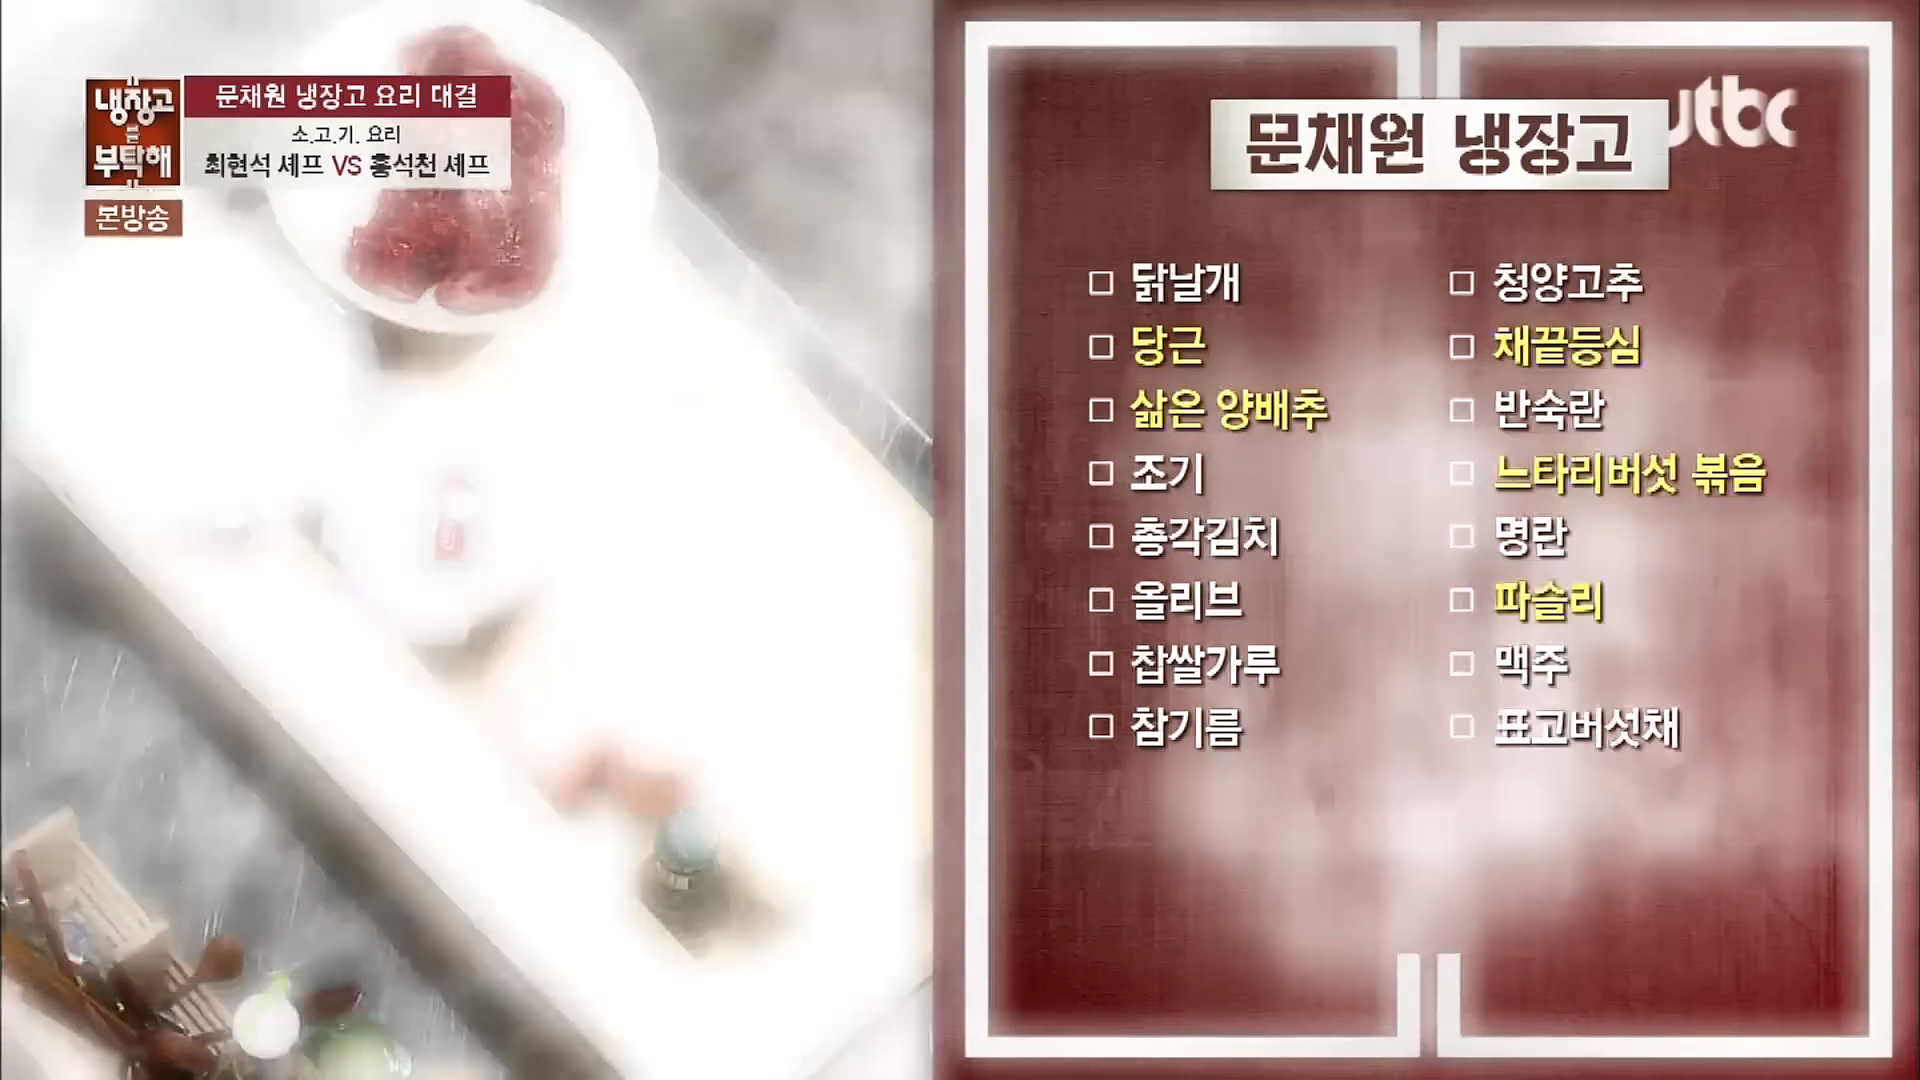 냉장고
를
부탁해
본방송
문채원 냉장고 요리 대결
소.고.기. 요리
최현석 셰프 VS 홍석천 셰프
jtbc
문채원 냉장고
□ 닭날개
□ 당근
□ 삶은 양배추
□ 조기
□ 총각김치
□ 올리브
□ 찹쌀가루
□ 참기름
□ 청양고추
□ 채끝등심
□ 반숙란
□ 느타리버섯 볶음
□ 명란
□ 파슬리
□ 맥주
□ 표고버섯채